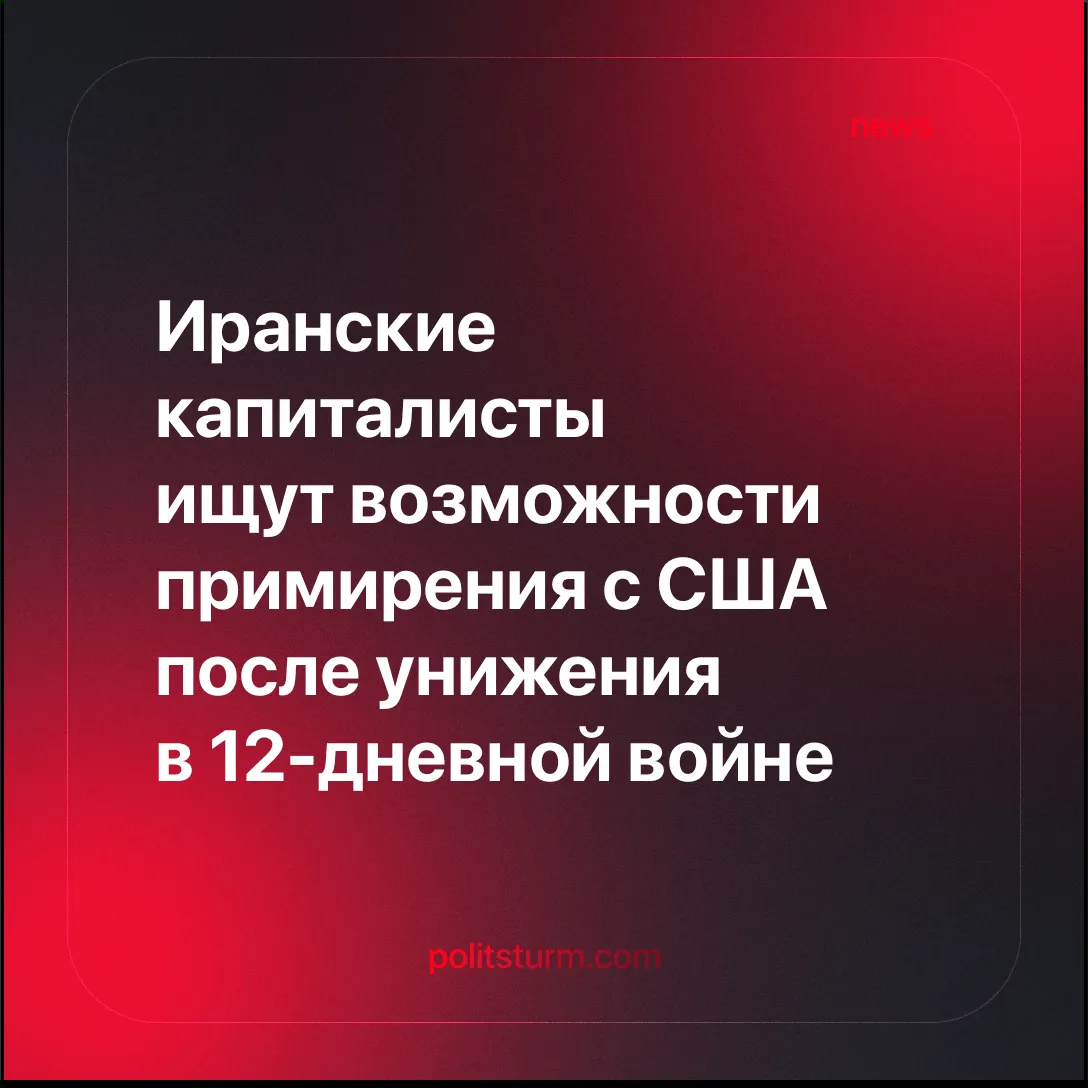 news
Иранские
капиталисты
ищут возможности
примирения с США
после унижения
в 12-дневной войне
politsturm.com